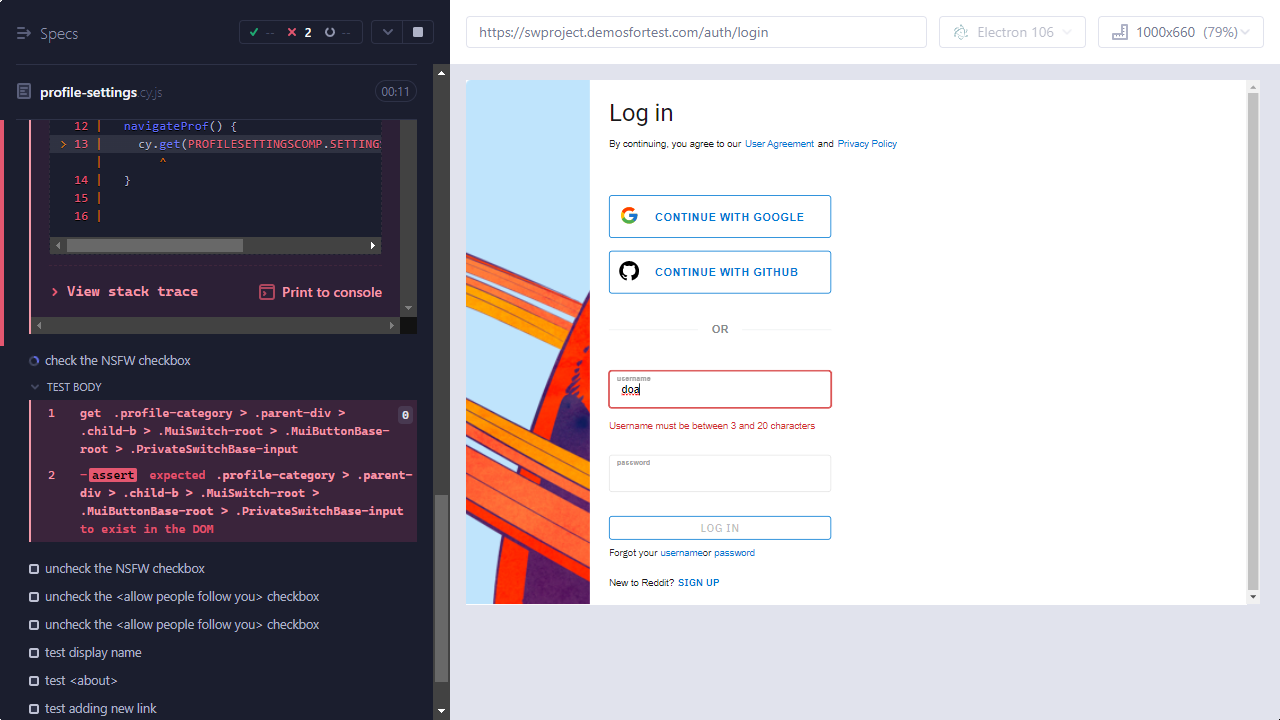 Specs
-- 2 --
profile-settings.cy.js
00:11
12 | navigateProf() {
> 13 | cy.get(PROFILESETTINGSCOMP.SETTING
| ^
14 | }
15 |
16 |
> View stack trace
Print to console
check the NSFW checkbox
TEST BODY
1 get .profile-category > .parent-div > 0
.child-b > .MuiSwitch-root > .MuiButtonBase-
root > .PrivateSwitchBase-input
2 -assert expected .profile-category > .parent-
div > .child-b > .MuiSwitch-root >
.MuiButtonBase-root > .PrivateSwitchBase-input
to exist in the DOM
uncheck the NSFW checkbox
uncheck the <allow people follow you> checkbox
uncheck the <allow people follow you> checkbox
test display name
test <about>
test adding new link
https://swproject.demosfortest.com/auth/login
Electron 106
1000x660 (79%)
Log in
By continuing, you agree to our User Agreement and Privacy Policy
CONTINUE WITH GOOGLE
CONTINUE WITH GITHUB
OR
username
doa
Username must be between 3 and 20 characters
password
LOG IN
Forgot your usernameor password
New to Reddit? SIGN UP